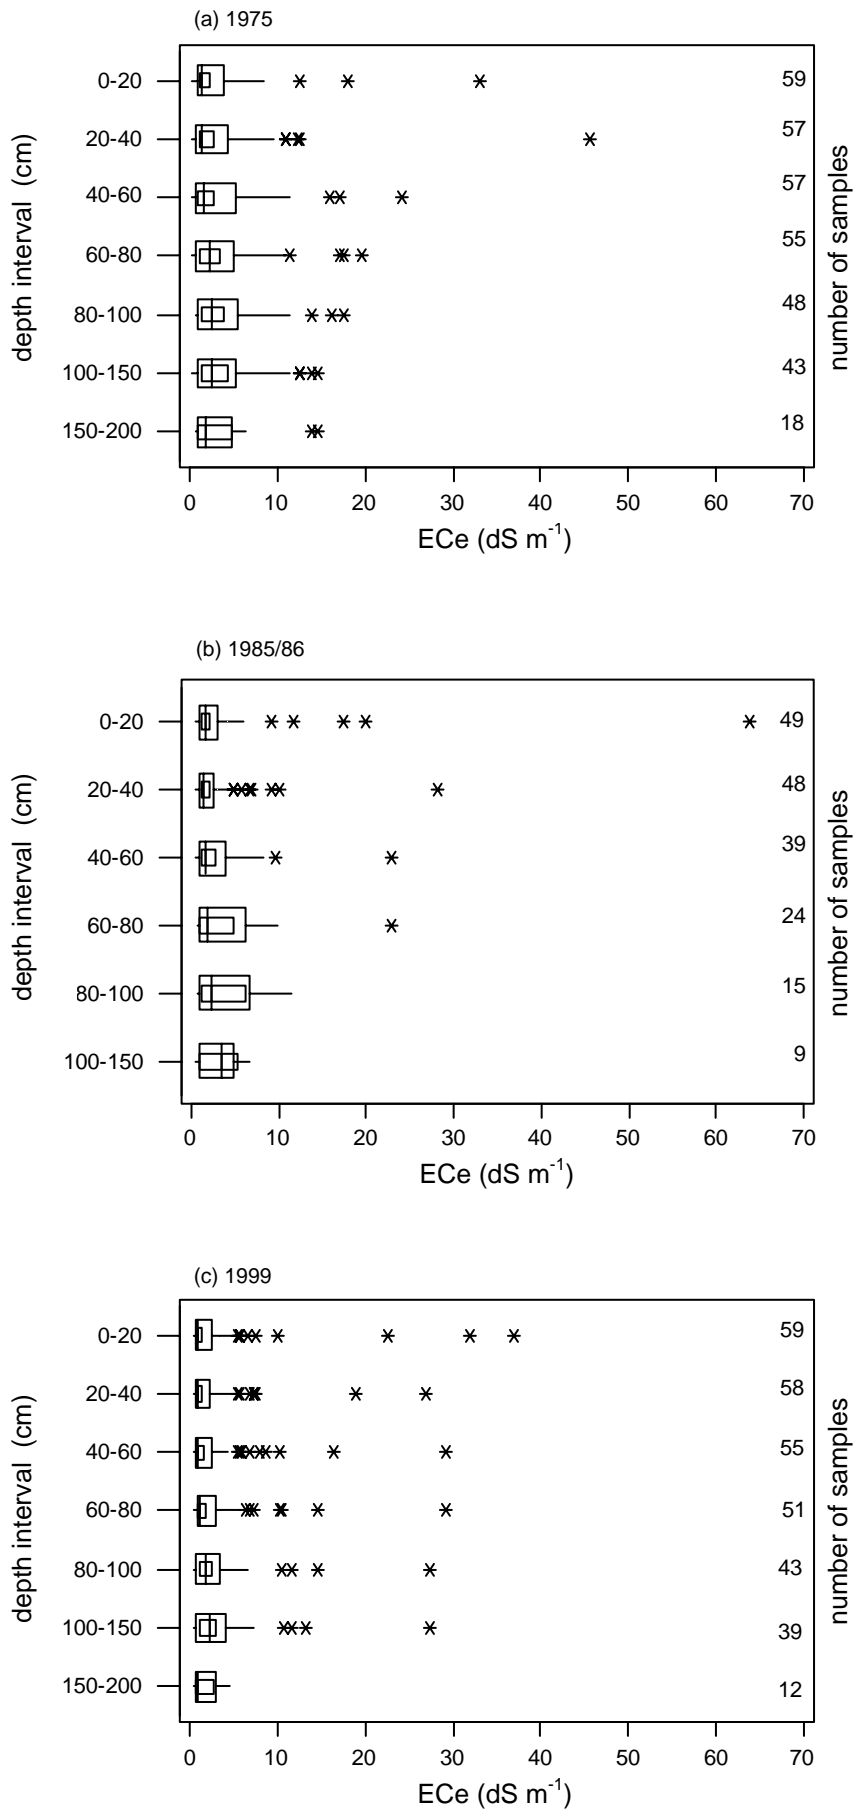 (a) 1975
0-20 59
20-40 57
40-60 57
60-80 55
80-100 48
100-150 43
150-200 18
depth interval (cm)
number of samples
0 10 20 30 40 50 60 70
ECe (dS m⁻¹)
(b) 1985/86
0-20 49
20-40 48
40-60 39
60-80 24
80-100 15
100-150 9
depth interval (cm)
number of samples
0 10 20 30 40 50 60 70
ECe (dS m⁻¹)
(c) 1999
0-20 59
20-40 58
40-60 55
60-80 51
80-100 43
100-150 39
150-200 12
depth interval (cm)
number of samples
0 10 20 30 40 50 60 70
ECe (dS m⁻¹)